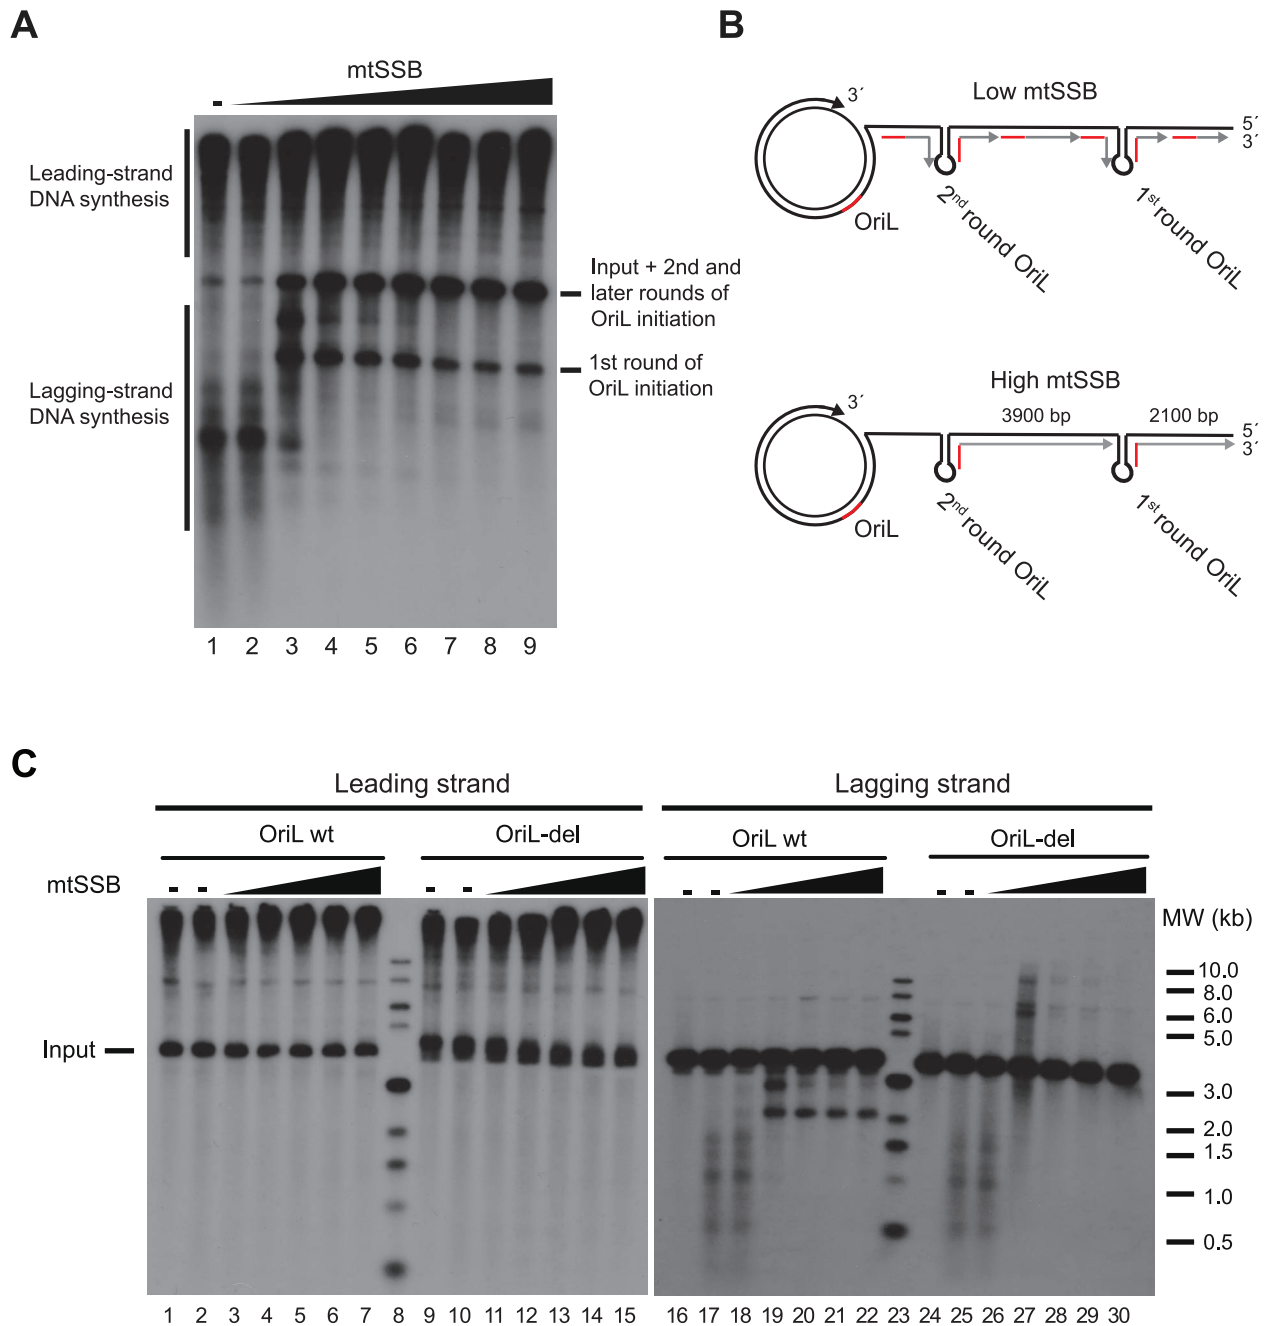 A
mtSSB
-
Leading-strand
DNA synthesis
Lagging-strand
DNA synthesis
Input + 2nd and
later rounds of
OriL initiation
1st round of
OriL initiation
1 2 3 4 5 6 7 8 9
B
Low mtSSB
3´
5´
3´
OriL
2nd round OriL
1st round OriL
High mtSSB
3´
3900 bp
2100 bp
5´
3´
OriL
2nd round OriL
1st round OriL
C
Leading strand
Lagging strand
OriL wt
OriL-del
OriL wt
OriL-del
mtSSB
- - - - - - - -
MW (kb)
Input
10.0
8.0
6.0
5.0
3.0
2.0
1.5
1.0
0.5
1 2 3 4 5 6 7 8 9 10 11 12 13 14 15 16 17 18 19 20 21 22 23 24 25 26 27 28 29 30